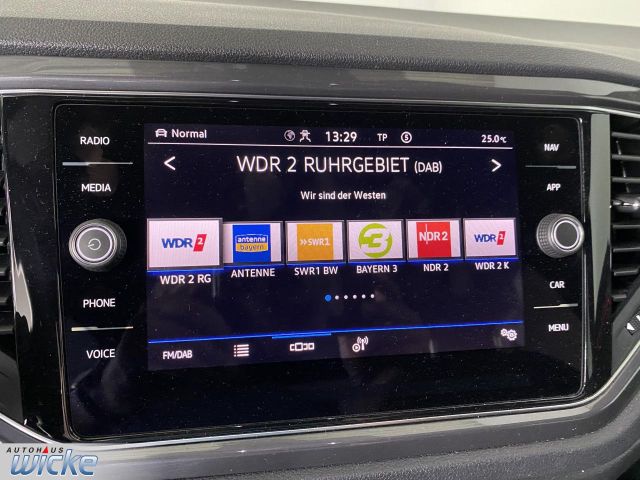 Normal 13:29 TP 5 25.0°C
RADIO
MEDIA
PHONE
VOICE
< WDR 2 RUHRGEBIET (DAB) >
Wir sind der Westen
WDR 2 antenne bayern >>SWR1 3 NDR 2 WDR 2
WDR 2 RG ANTENNE SWR1 BW BAYERN 3 NDR 2 WDR 2 K
FM/DAB
NAV
APP
CAR
MENU
AUTOHAUS
WICKE